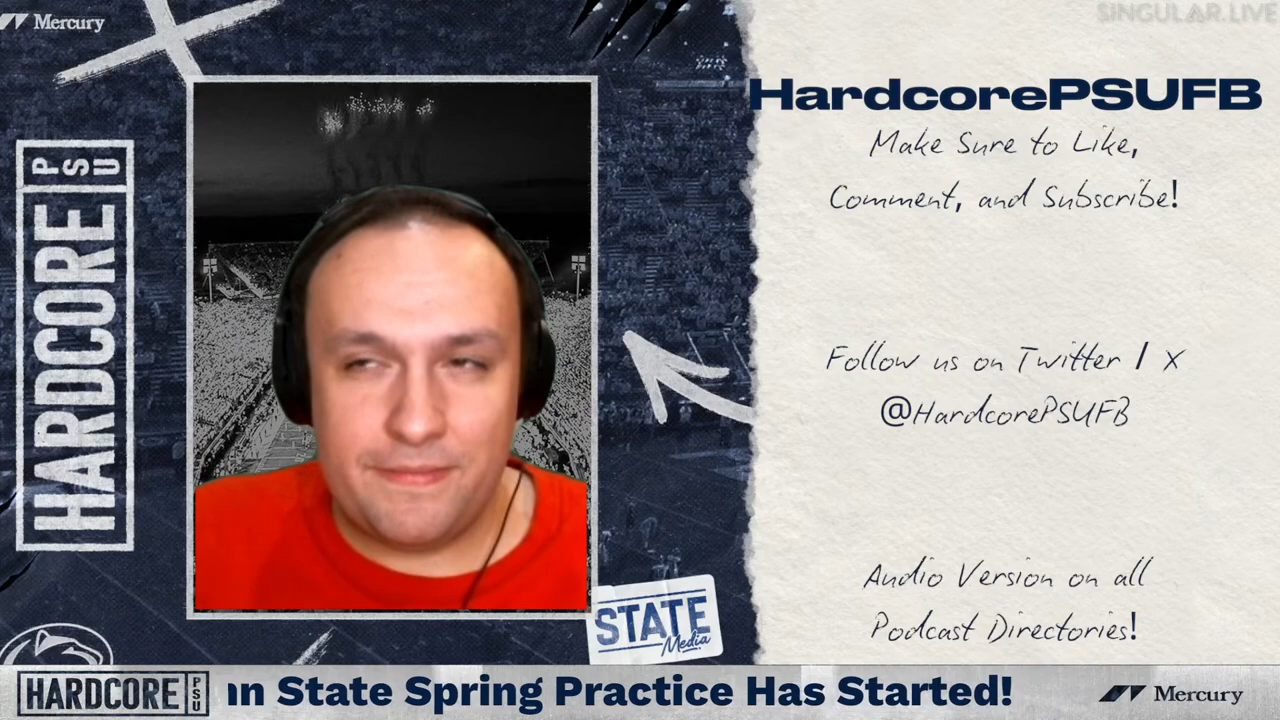 Mercury
SINGULAR.LIVE
HARDCORE PSU
HardcorePSUFB
Make Sure to Like,
Comment, and Subscribe!
Follow us on Twitter / X
@HardcorePSUFB
Audio Version on all
Podcast Directories!
STATE
Media
HARDCORE PSU
nn State Spring Practice Has Started!
Mercury